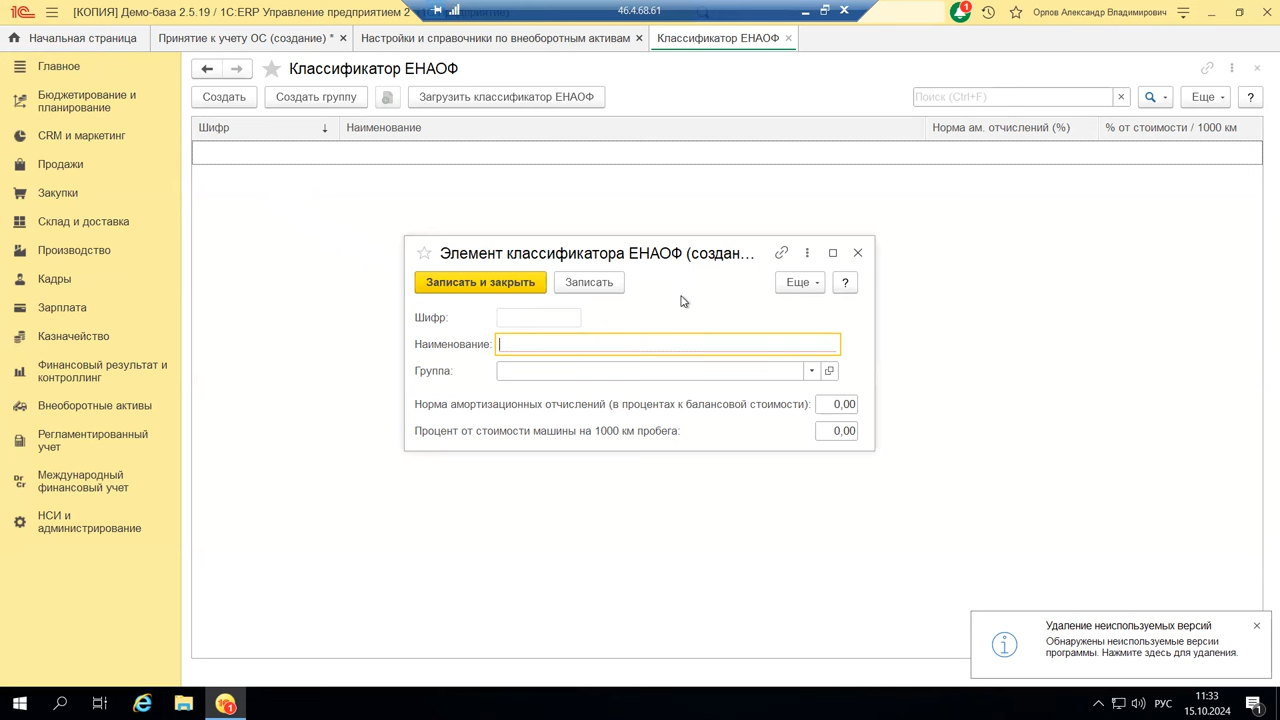 [КОПИЯ] Демо-база 2.5.19 / 1С:ERP Управление предприятием 2
46.4.68.61
Орлов Александр Владимирович
Начальная страница
Принятие к учету ОС (создание) *
Настройки и справочники по внеоборотным активам
Классификатор ЕНАОФ
Главное
Бюджетирование и
планирование
CRM и маркетинг
Продажи
Закупки
Склад и доставка
Производство
Кадры
Зарплата
Казначейство
Финансовый результат и
контроллинг
Внеоборотные активы
Регламентированный
учет
Международный
финансовый учет
НСИ и
администрирование
Классификатор ЕНАОФ
Создать
Создать группу
Загрузить классификатор ЕНАОФ
Поиск (Ctrl+F)
Еще
?
Шифр
Наименование
Норма ам. отчислений (%)
% от стоимости / 1000 км
Элемент классификатора ЕНАОФ (создан...
Записать и закрыть
Записать
Еще
?
Шифр:
Наименование:
Группа:
Норма амортизационных отчислений (в процентах к балансовой стоимости):
0,00
Процент от стоимости машины на 1000 км пробега:
0,00
Удаление неиспользуемых версий
Обнаружены неиспользуемые версии
программы. Нажмите здесь для удаления.
РУС
11:33
15.10.2024